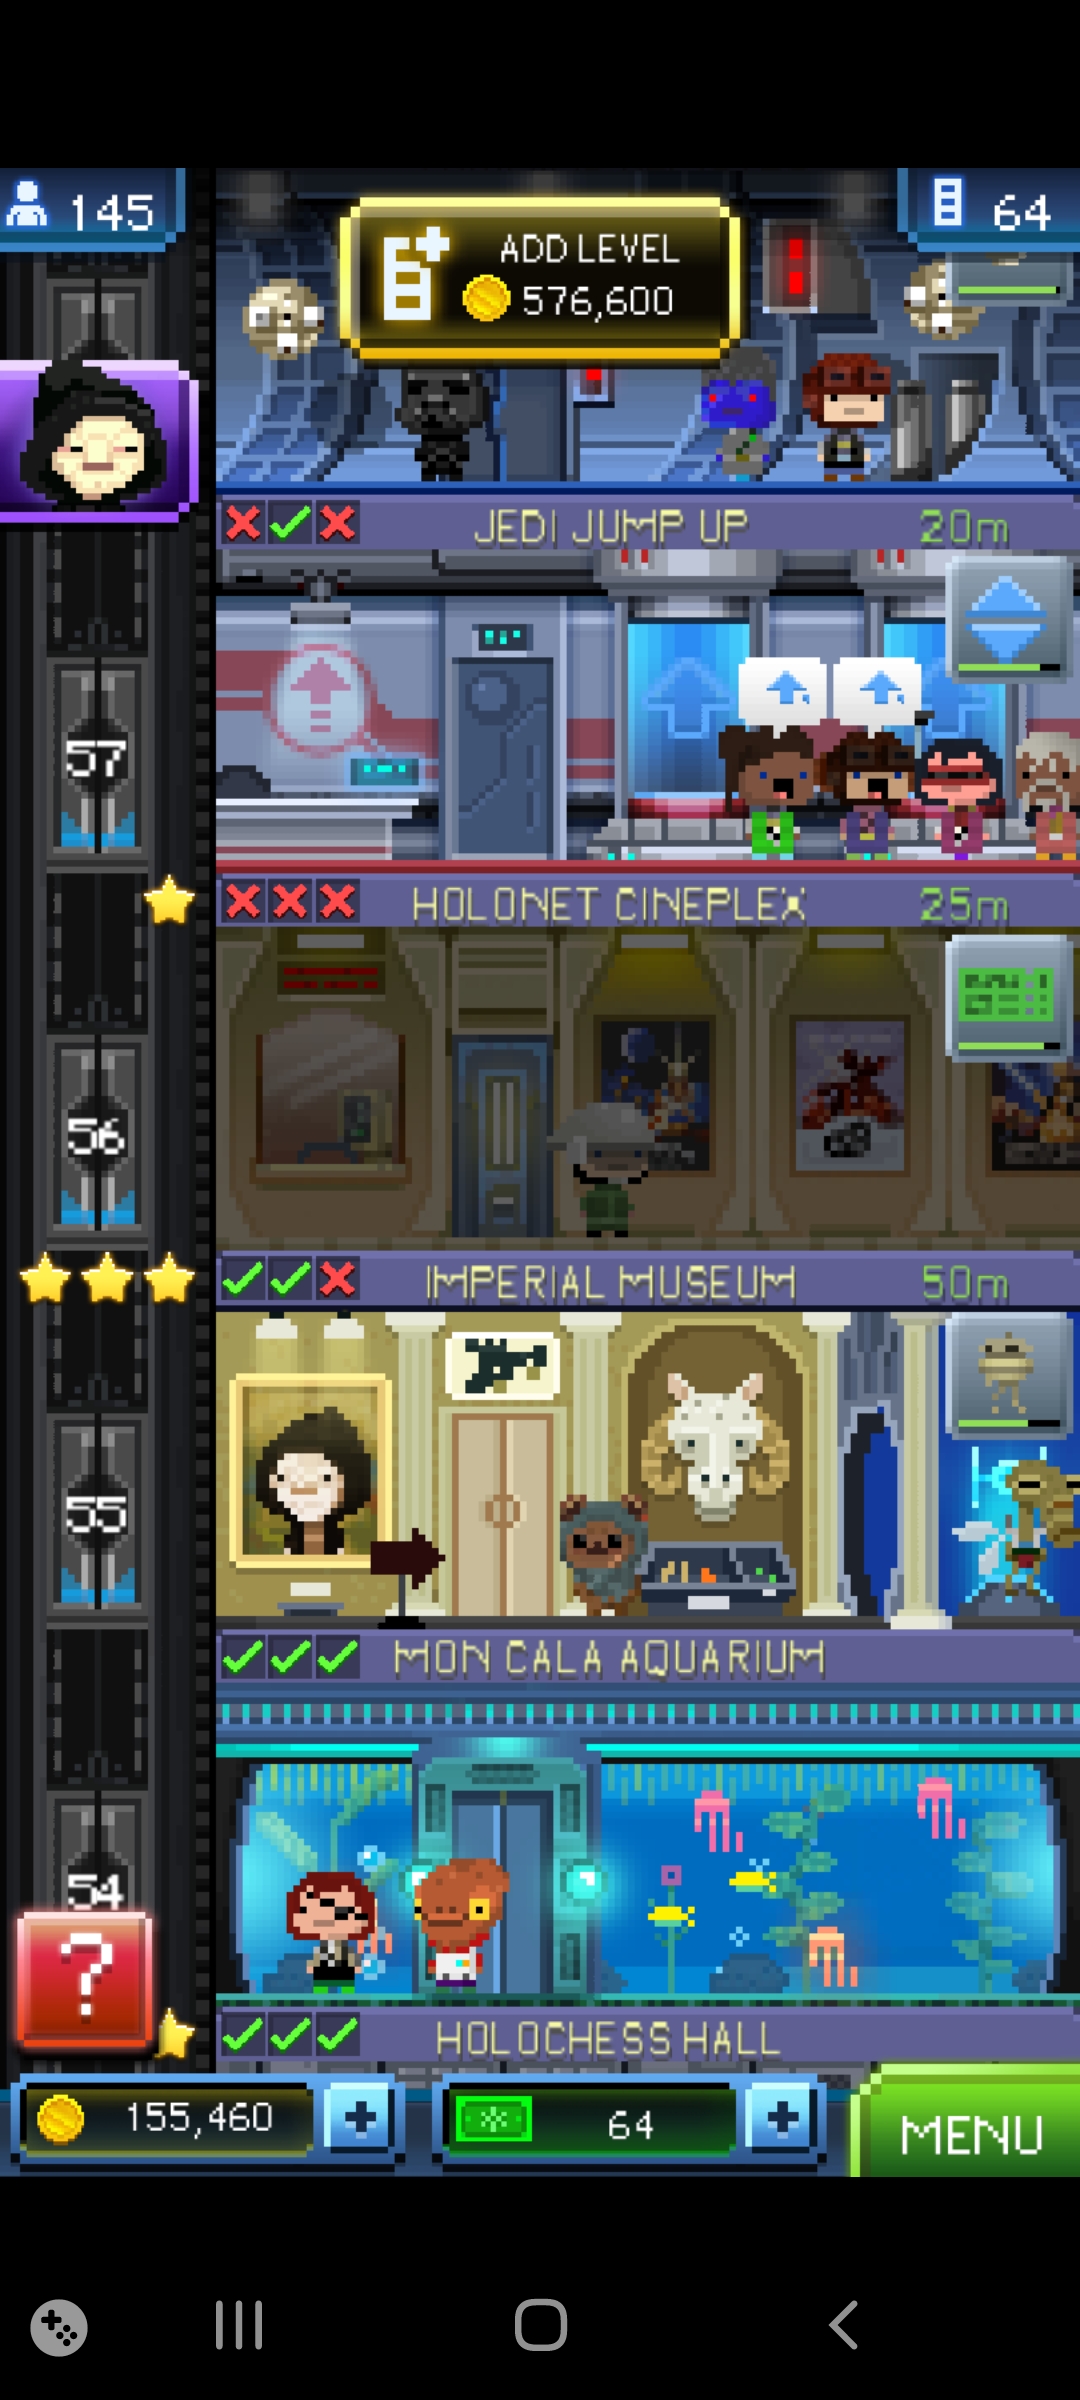 145
ADD LEVEL
576,600
64
JEDI JUMP UP 20m
57
HOLONET CINEPLEX 25m
56
IMPERIAL MUSEUM 50m
55
MON CALA AQUARIUM
54
?
HOLOCHESS HALL
155,460
64
MENU